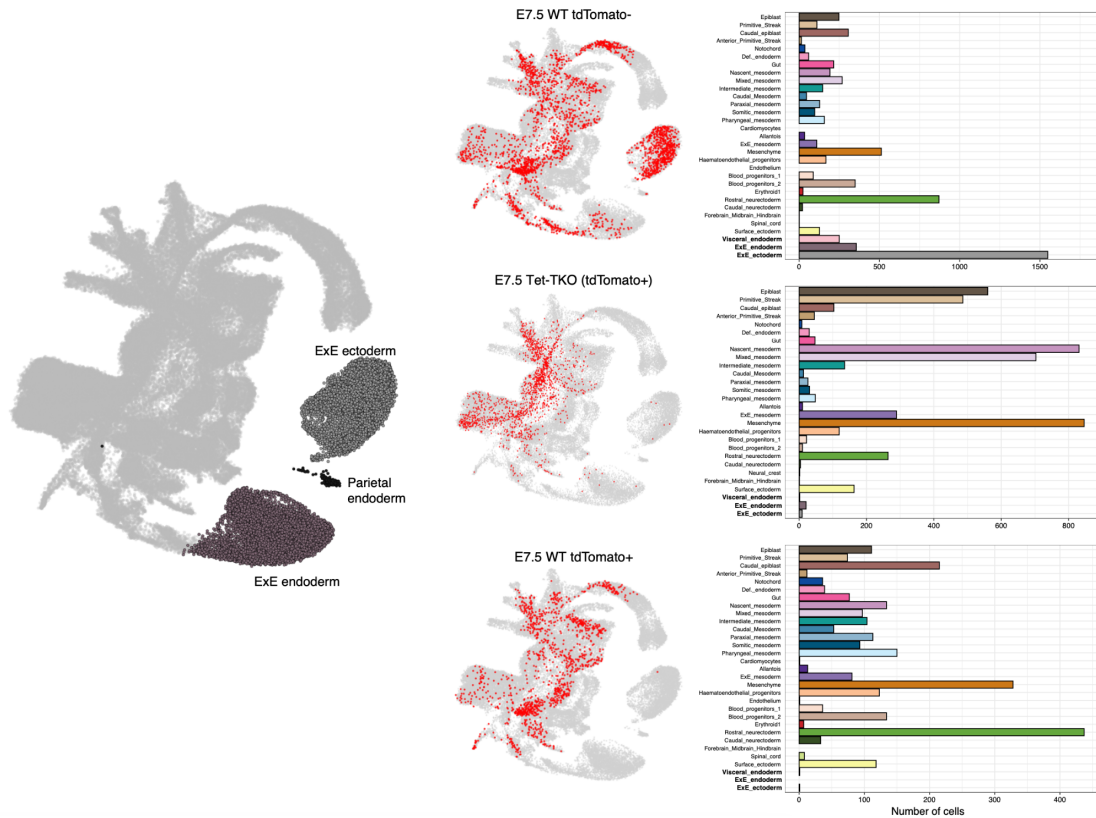 ExE ectoderm
Parietal
endoderm
ExE endoderm
E7.5 WT tdTomato-
Epiblast
Primitive_Streak
Caudal_epiblast
Anterior_Primitive_Streak
Notochord
Def._endoderm
Gut
Nascent_mesoderm
Mixed_mesoderm
Intermediate_mesoderm
Caudal_Mesoderm
Paraxial_mesoderm
Somitic_mesoderm
Pharyngeal_mesoderm
Cardiomyocytes
Allantois
ExE_mesoderm
Mesenchyme
Haematoendothelial_progenitors
Endothelium
Blood_progenitors_1
Blood_progenitors_2
Erythroid1
Rostral_neurectoderm
Caudal_neurectoderm
Forebrain_Midbrain_Hindbrain
Spinal_cord
Surface_ectoderm
Visceral_endoderm
ExE_endoderm
ExE_ectoderm
0 500 1000 1500
E7.5 Tet-TKO (tdTomato+)
Epiblast
Primitive_Streak
Caudal_epiblast
Anterior_Primitive_Streak
Notochord
Def._endoderm
Gut
Nascent_mesoderm
Mixed_mesoderm
Intermediate_mesoderm
Caudal_Mesoderm
Paraxial_mesoderm
Somitic_mesoderm
Pharyngeal_mesoderm
Allantois
ExE_mesoderm
Mesenchyme
Haematoendothelial_progenitors
Blood_progenitors_1
Blood_progenitors_2
Rostral_neurectoderm
Caudal_neurectoderm
Neural_crest
Forebrain_Midbrain_Hindbrain
Surface_ectoderm
Visceral_endoderm
ExE_endoderm
ExE_ectoderm
0 200 400 600 800
E7.5 WT tdTomato+
Epiblast
Primitive_Streak
Caudal_epiblast
Anterior_Primitive_Streak
Notochord
Def._endoderm
Gut
Nascent_mesoderm
Mixed_mesoderm
Intermediate_mesoderm
Caudal_Mesoderm
Paraxial_mesoderm
Somitic_mesoderm
Pharyngeal_mesoderm
Cardiomyocytes
Allantois
ExE_mesoderm
Mesenchyme
Haematoendothelial_progenitors
Endothelium
Blood_progenitors_1
Blood_progenitors_2
Erythroid1
Rostral_neurectoderm
Caudal_neurectoderm
Forebrain_Midbrain_Hindbrain
Spinal_cord
Surface_ectoderm
Visceral_endoderm
ExE_endoderm
ExE_ectoderm
0 100 200 300 400
Number of cells